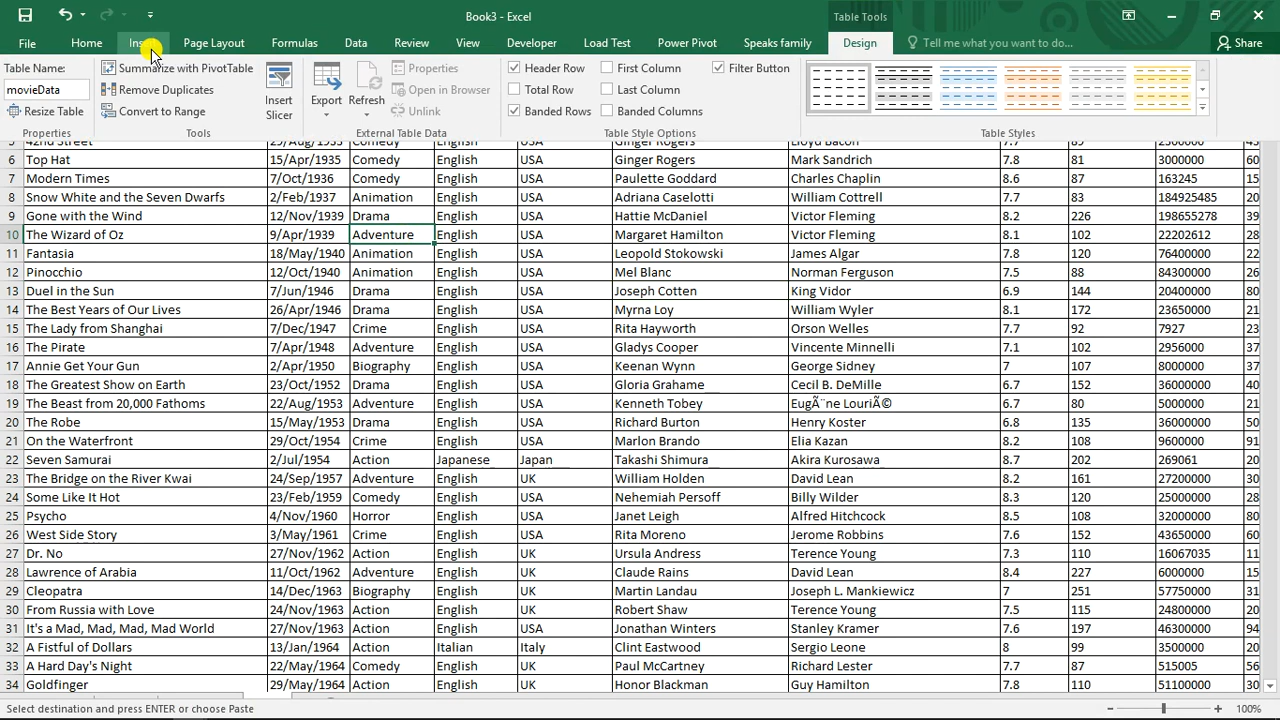 Book3 - Excel
Table Tools
File Home Page Layout Formulas Data Review View Developer Load Test Power Pivot Speaks family Design Tell me what you want to do... Share
Table Name:
movieData
Resize Table
Properties
Summarize with PivotTable
Remove Duplicates
Convert to Range
Tools
Insert
Slicer
Export Refresh
Properties
Open in Browser
Unlink
External Table Data
Header Row First Column Filter Button
Total Row Last Column
Banded Rows Banded Columns
Table Style Options
Table Styles
6 Top Hat 15/Apr/1935 Comedy English USA Ginger Rogers Mark Sandrich 7.8 81 3000000 60
7 Modern Times 7/Oct/1936 Comedy English USA Paulette Goddard Charles Chaplin 8.6 87 163245 15
8 Snow White and the Seven Dwarfs 2/Feb/1937 Animation English USA Adriana Caselotti William Cottrell 7.7 83 184925485 20
9 Gone with the Wind 12/Nov/1939 Drama English USA Hattie McDaniel Victor Fleming 8.2 226 198655278 39
10 The Wizard of Oz 9/Apr/1939 Adventure English USA Margaret Hamilton Victor Fleming 8.1 102 22202612 28
11 Fantasia 18/May/1940 Animation English USA Leopold Stokowski James Algar 7.8 120 76400000 22
12 Pinocchio 12/Oct/1940 Animation English USA Mel Blanc Norman Ferguson 7.5 88 84300000 26
13 Duel in the Sun 7/Jun/1946 Drama English USA Joseph Cotten King Vidor 6.9 144 20400000 80
14 The Best Years of Our Lives 26/Apr/1946 Drama English USA Myrna Loy William Wyler 8.1 172 23650000 21
15 The Lady from Shanghai 7/Dec/1947 Crime English USA Rita Hayworth Orson Welles 7.7 92 7927 23
16 The Pirate 7/Apr/1948 Adventure English USA Gladys Cooper Vincente Minnelli 7.1 102 2956000 37
17 Annie Get Your Gun 2/Apr/1950 Biography English USA Keenan Wynn George Sidney 7 107 8000000 37
18 The Greatest Show on Earth 23/Oct/1952 Drama English USA Gloria Grahame Cecil B. DeMille 6.7 152 36000000 40
19 The Beast from 20,000 Fathoms 22/Aug/1953 Adventure English USA Kenneth Tobey EugÃ¨ne LouriÃ© 6.7 80 5000000 21
20 The Robe 15/May/1953 Drama English USA Richard Burton Henry Koster 6.8 135 36000000 50
21 On the Waterfront 29/Oct/1954 Crime English USA Marlon Brando Elia Kazan 8.2 108 9600000 91
22 Seven Samurai 2/Jul/1954 Action Japanese Japan Takashi Shimura Akira Kurosawa 8.7 202 269061 20
23 The Bridge on the River Kwai 24/Sep/1957 Adventure English UK William Holden David Lean 8.2 161 27200000 30
24 Some Like It Hot 23/Feb/1959 Comedy English USA Nehemiah Persoff Billy Wilder 8.3 120 25000000 28
25 Psycho 4/Nov/1960 Horror English USA Janet Leigh Alfred Hitchcock 8.5 108 32000000 80
26 West Side Story 3/May/1961 Crime English USA Rita Moreno Jerome Robbins 7.6 152 43650000 60
27 Dr. No 27/Nov/1962 Action English UK Ursula Andress Terence Young 7.3 110 16067035 11
28 Lawrence of Arabia 11/Oct/1962 Adventure English UK Claude Rains David Lean 8.4 227 6000000 15
29 Cleopatra 14/Dec/1963 Biography English UK Martin Landau Joseph L. Mankiewicz 7 251 57750000 31
30 From Russia with Love 24/Nov/1963 Action English UK Robert Shaw Terence Young 7.5 115 24800000 20
31 It's a Mad, Mad, Mad, Mad World 27/Nov/1963 Action English USA Jonathan Winters Stanley Kramer 7.6 197 46300000 94
32 A Fistful of Dollars 13/Jan/1964 Action Italian Italy Clint Eastwood Sergio Leone 8 99 3500000 20
33 A Hard Day's Night 22/May/1964 Comedy English UK Paul McCartney Richard Lester 7.7 87 515005 56
34 Goldfinger 29/May/1964 Action English UK Honor Blackman Guy Hamilton 7.8 110 51100000 30
Select destination and press ENTER or choose Paste 100%